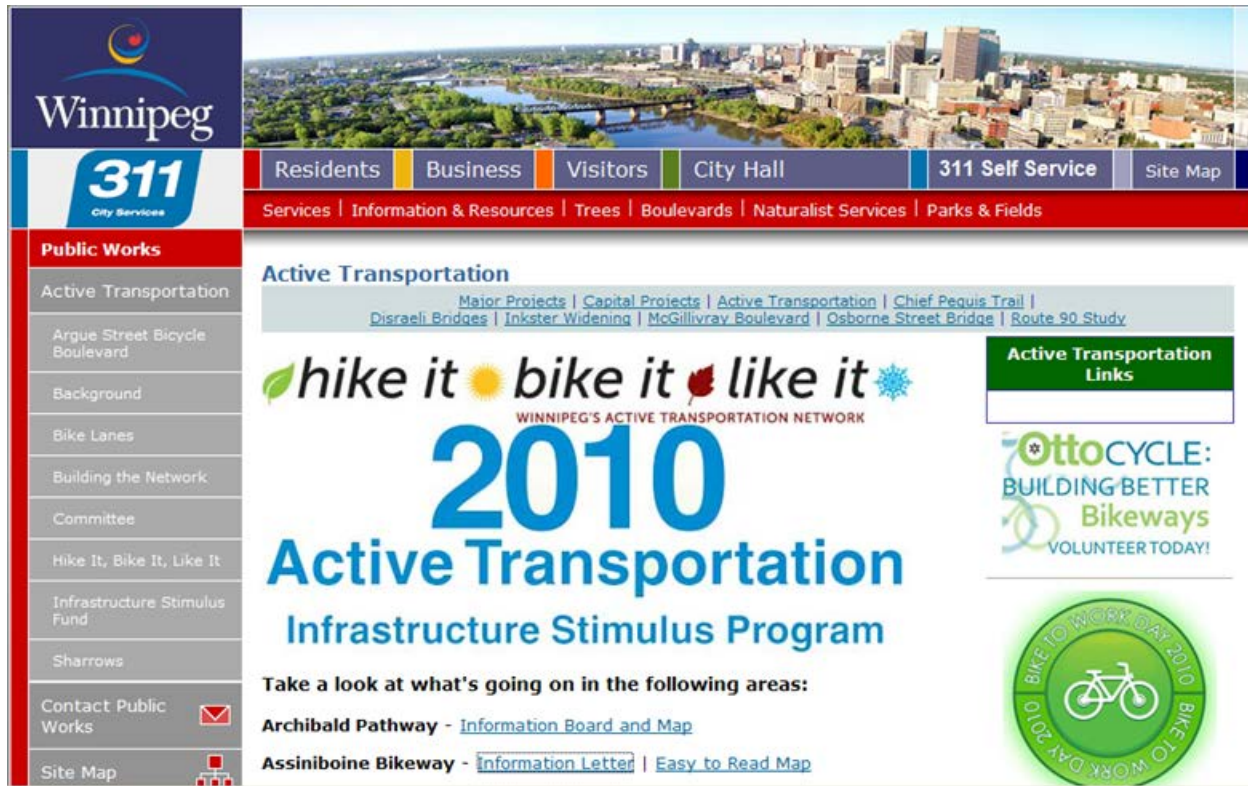 Winnipeg
311
City Services
Residents Business Visitors City Hall 311 Self Service Site Map
Services | Information & Resources | Trees | Boulevards | Naturalist Services | Parks & Fields
Public Works
Active Transportation
Argue Street Bicycle
Boulevard
Background
Bike Lanes
Building the Network
Committee
Hike It, Bike It, Like It
Infrastructure Stimulus
Fund
Sharrows
Contact Public
Works
Site Map
Active Transportation
Major Projects | Capital Projects | Active Transportation | Chief Peguis Trail |
Disraeli Bridges | Inkster Widening | McGillivray Boulevard | Osborne Street Bridge | Route 90 Study
hike it bike it like it
WINNIPEG'S ACTIVE TRANSPORTATION NETWORK
2010
Active Transportation
Infrastructure Stimulus Program
Take a look at what's going on in the following areas:
Archibald Pathway - Information Board and Map
Assiniboine Bikeway - Information Letter | Easy to Read Map
Active Transportation
Links
OttoCYCLE:
BUILDING BETTER
Bikeways
VOLUNTEER TODAY!
BIKE TO WORK DAY 2010
BIKE TO WORK DAY 2010